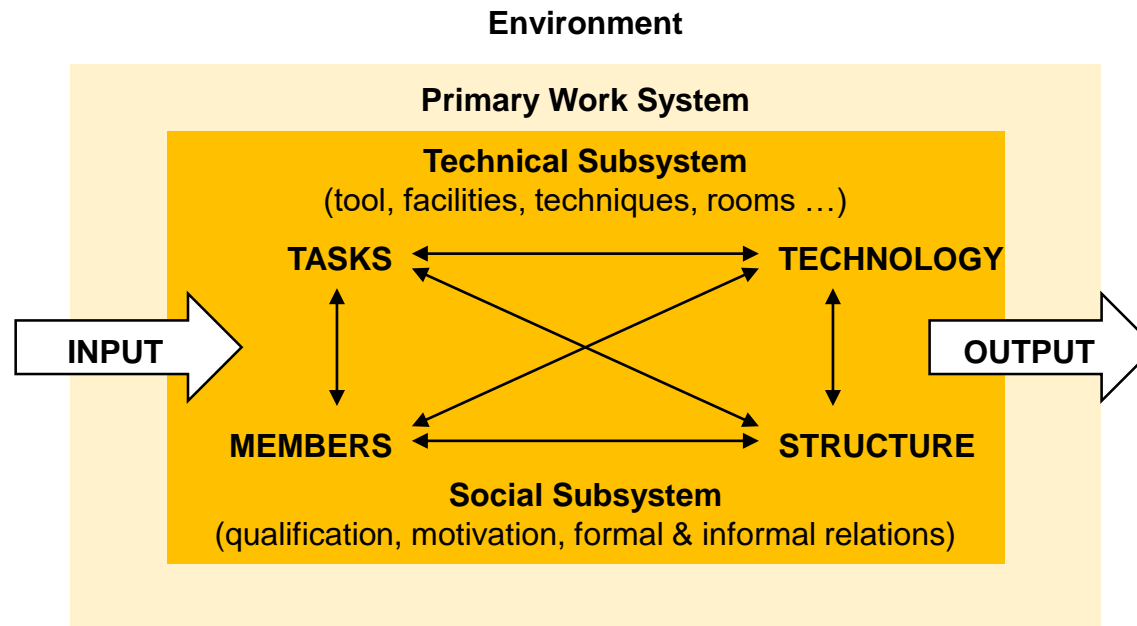 Environment
Primary Work System
Technical Subsystem
(tool, facilities, techniques, rooms …)
TASKS
TECHNOLOGY
INPUT
OUTPUT
MEMBERS
STRUCTURE
Social Subsystem
(qualification, motivation, formal & informal relations)